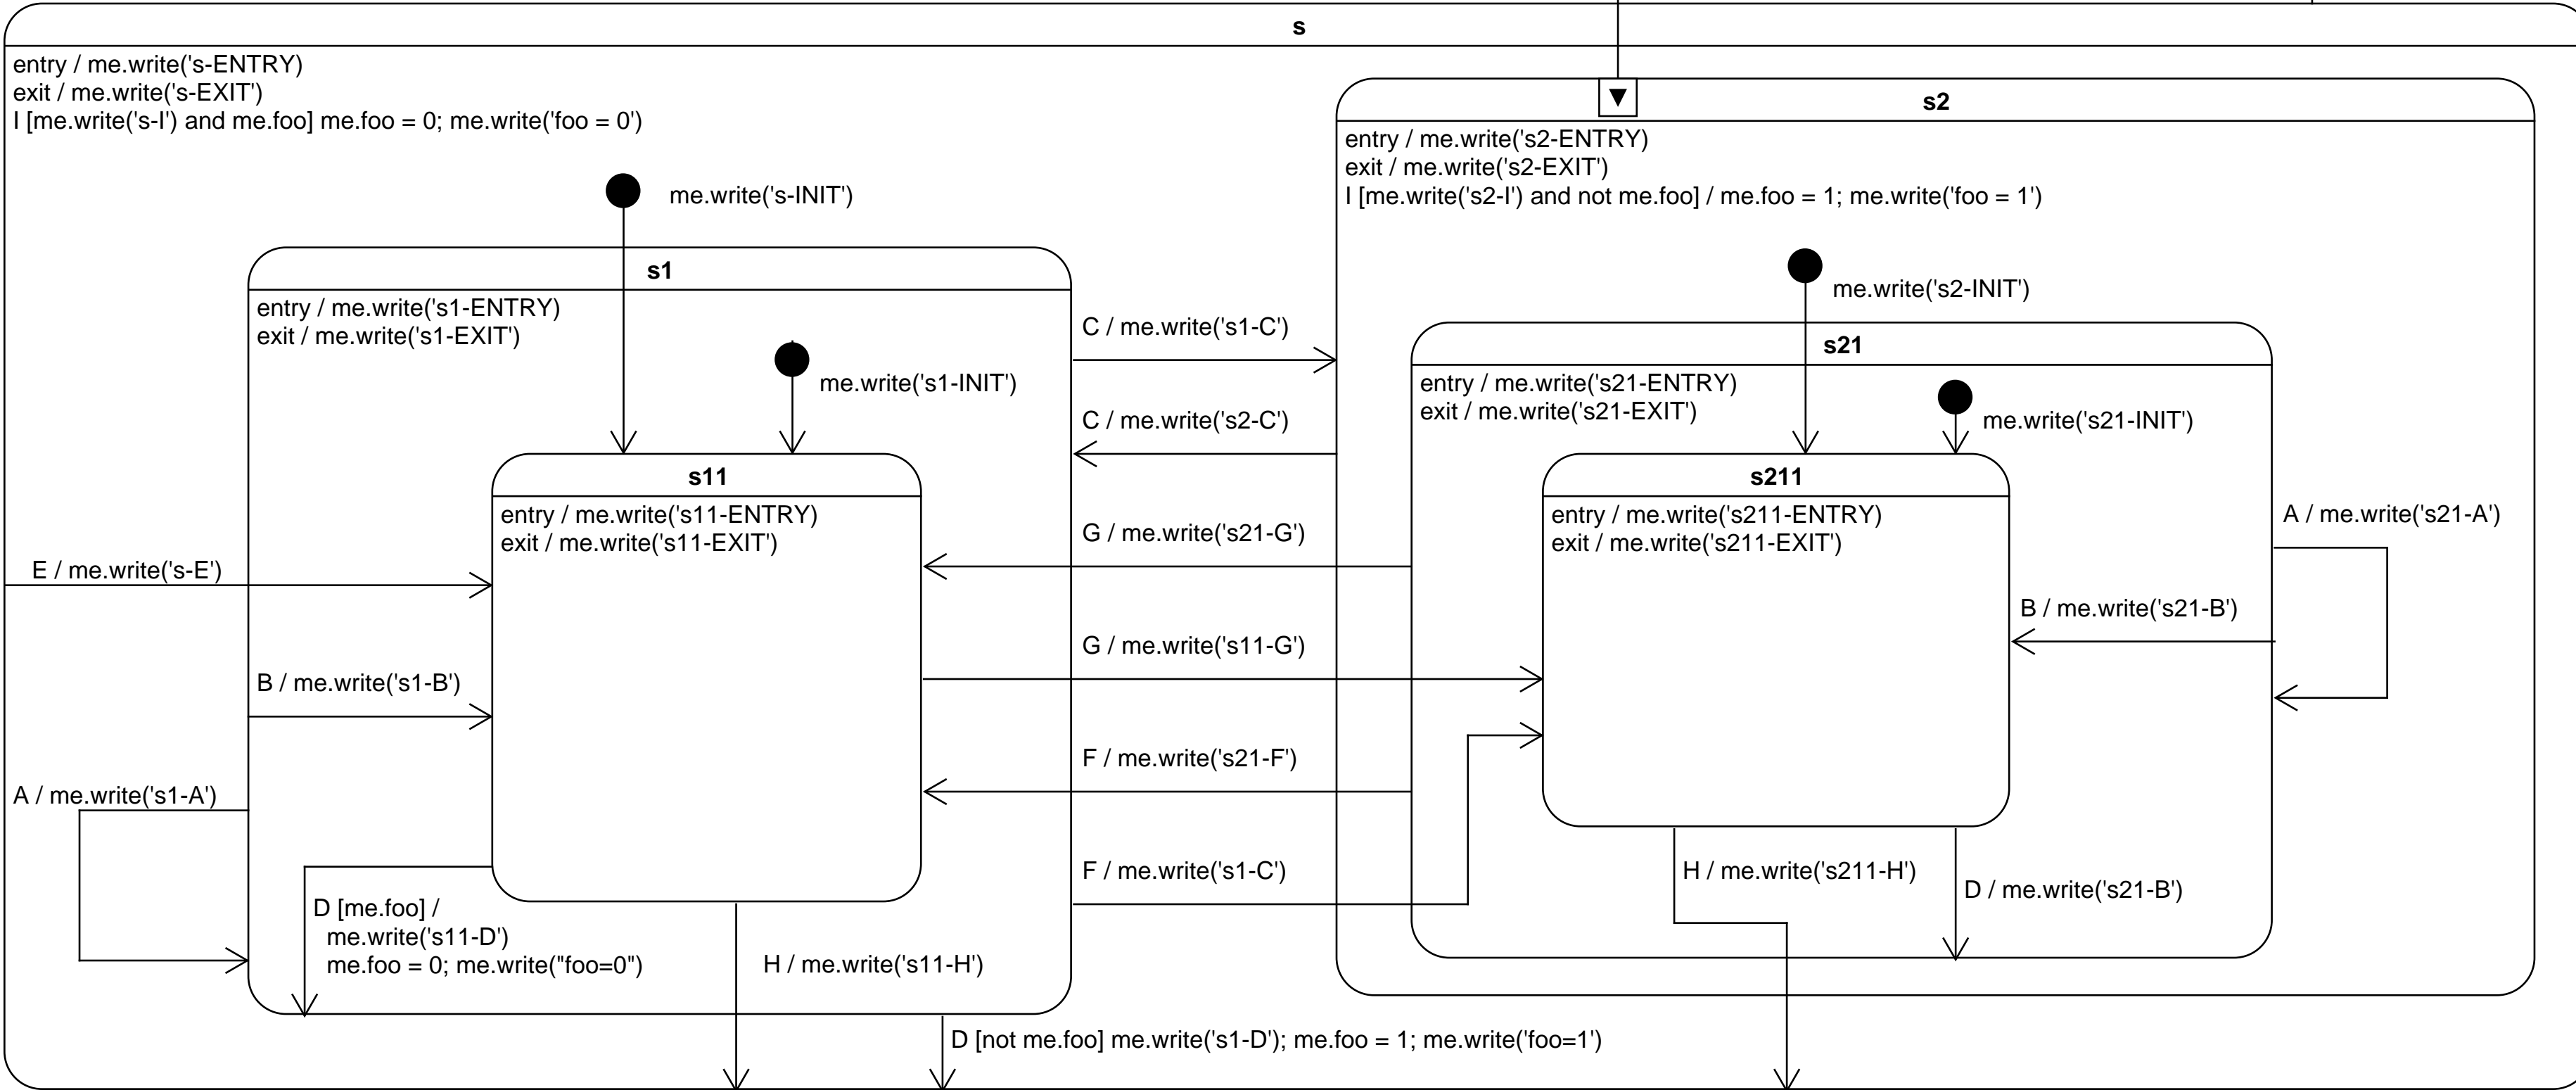 s
entry / me.write('s-ENTRY)
exit / me.write('s-EXIT')
I [me.write('s-I') and me.foo] me.foo = 0; me.write('foo = 0')
me.write('s-INIT')
s1
entry / me.write('s1-ENTRY)
exit / me.write('s1-EXIT')
me.write('s1-INIT')
s11
entry / me.write('s11-ENTRY)
exit / me.write('s11-EXIT')
E / me.write('s-E')
B / me.write('s1-B')
A / me.write('s1-A')
D [me.foo] /
me.write('s11-D')
me.foo = 0; me.write("foo=0")
H / me.write('s11-H')
D [not me.foo] me.write('s1-D'); me.foo = 1; me.write('foo=1')
C / me.write('s1-C')
C / me.write('s2-C')
G / me.write('s21-G')
G / me.write('s11-G')
F / me.write('s21-F')
F / me.write('s1-C')
s2
entry / me.write('s2-ENTRY)
exit / me.write('s2-EXIT')
I [me.write('s2-I') and not me.foo] / me.foo = 1; me.write('foo = 1')
me.write('s2-INIT')
s21
entry / me.write('s21-ENTRY)
exit / me.write('s21-EXIT')
me.write('s21-INIT')
s211
entry / me.write('s211-ENTRY)
exit / me.write('s211-EXIT')
A / me.write('s21-A')
B / me.write('s21-B')
H / me.write('s211-H')
D / me.write('s21-B')